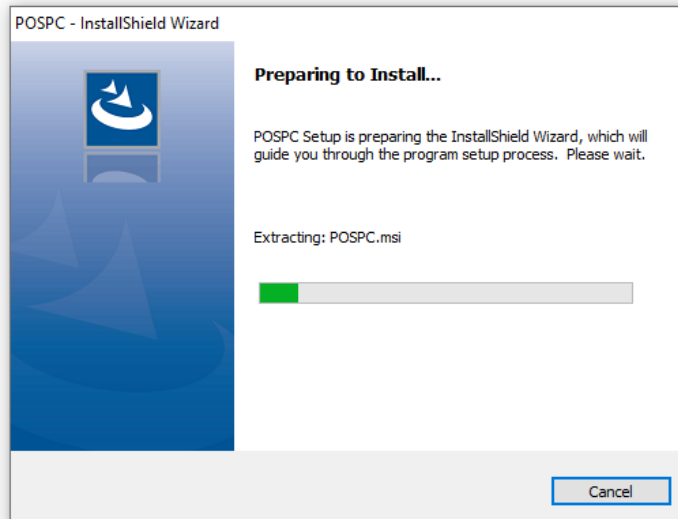 POSPC - InstallShield Wizard
Preparing to Install...
POSPC Setup is preparing the InstallShield Wizard, which will
guide you through the program setup process. Please wait.
Extracting: POSPC.msi
Cancel